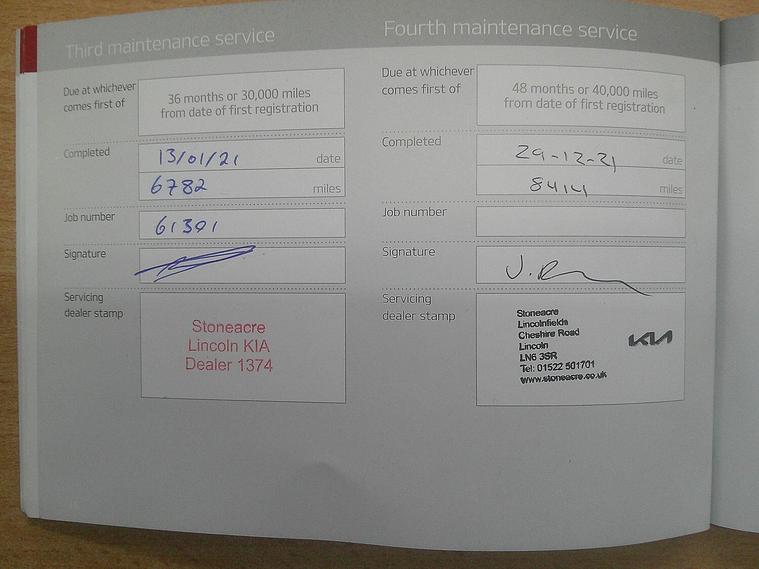 Third maintenance service
Due at whichever
comes first of
36 months or 30,000 miles
from date of first registration
Completed
13/01/21 date
6782 miles
Job number
61391
Signature
Servicing
dealer stamp
Stoneacre
Lincoln KIA
Dealer 1374
Fourth maintenance service
Due at whichever
comes first of
48 months or 40,000 miles
from date of first registration
Completed
29-12-21 date
8414 miles
Job number
Signature
Servicing
dealer stamp
Stoneacre
Lincolnfields
Cheshire Road
Lincoln
LN6 3SR
Tel: 01522 501701
www.stoneacre.co.uk
KIA